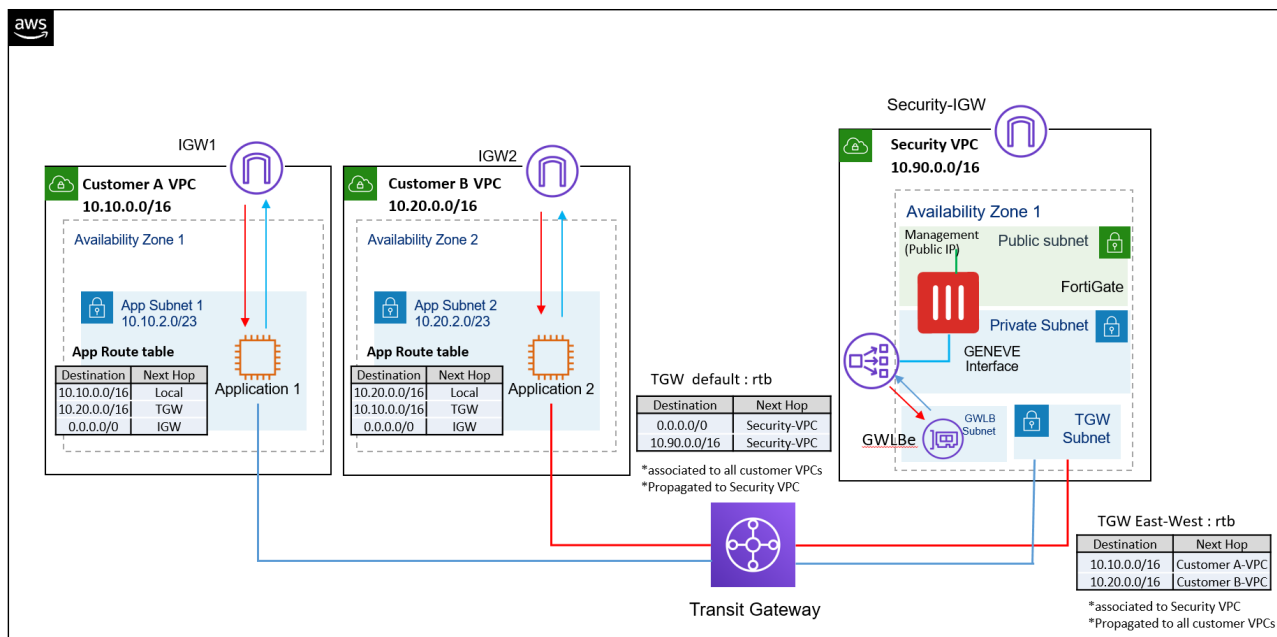 aws
IGW1
Customer A VPC
10.10.0.0/16
Availability Zone 1
App Subnet 1
10.10.2.0/23
App Route table
Destination Next Hop
10.10.0.0/16 Local
10.20.0.0/16 TGW
0.0.0.0/0 IGW
Application 1
IGW2
Customer B VPC
10.20.0.0/16
Availability Zone 2
App Subnet 2
10.20.2.0/23
App Route table
Destination Next Hop
10.20.0.0/16 Local
10.10.0.0/16 TGW
0.0.0.0/0 IGW
Application 2
TGW default : rtb
Destination Next Hop
0.0.0.0/0 Security-VPC
10.90.0.0/16 Security-VPC
*associated to all customer VPCs
*Propagated to Security VPC
Security-IGW
Security VPC
10.90.0.0/16
Availability Zone 1
Management
(Public IP)
Public subnet
FortiGate
Private Subnet
GENEVE
Interface
GWLBe
GWLB
Subnet
TGW
Subnet
Transit Gateway
TGW East-West : rtb
Destination Next Hop
10.10.0.0/16 Customer A-VPC
10.20.0.0/16 Customer B-VPC
*associated to Security VPC
*Propagated to all customer VPCs